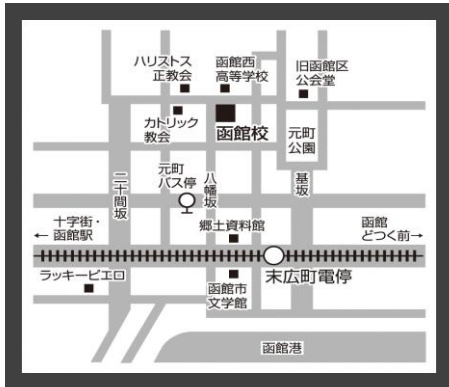 ハリストス
正教会
函館西
高等学校
旧函館区
公会堂
カトリック
教会
函館校
元町
公園
二十間坂
元町
バス停
八幡坂
基坂
十字街・
←函館駅
郷土資料館
函館
どつく前→
ラッキーピエロ
函館市
文学館
末広町電停
函館港